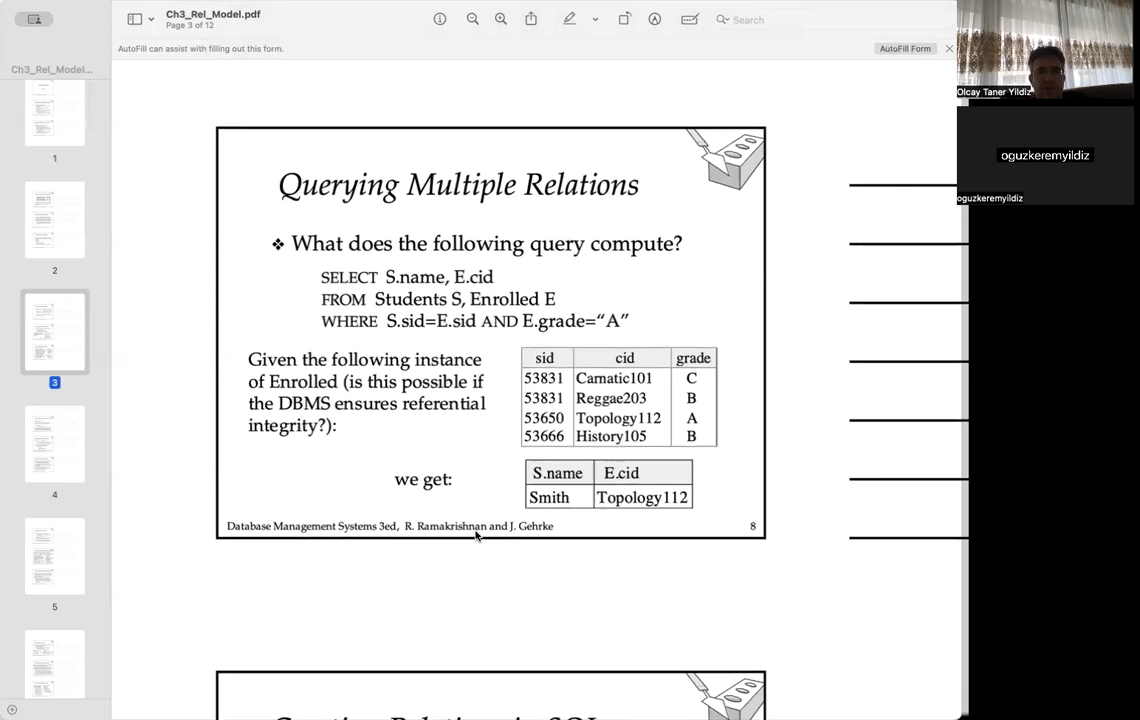 Ch3_Rel_Model.pdf
Page 3 of 12
Search
AutoFill can assist with filling out this form.
AutoFill Form
Ch3_Rel_Model...
1
2
3
4
5
Querying Multiple Relations
❖ What does the following query compute?
SELECT S.name, E.cid
FROM Students S, Enrolled E
WHERE S.sid=E.sid AND E.grade=“A”
Given the following instance
of Enrolled (is this possible if
the DBMS ensures referential
integrity?):
sid cid grade
53831 Carnatic101 C
53831 Reggae203 B
53650 Topology112 A
53666 History105 B
we get:
S.name E.cid
Smith Topology112
Database Management Systems 3ed, R. Ramakrishnan and J. Gehrke 8
Olcay Taner Yildiz
oguzkeremyildiz
oguzkeremyildiz